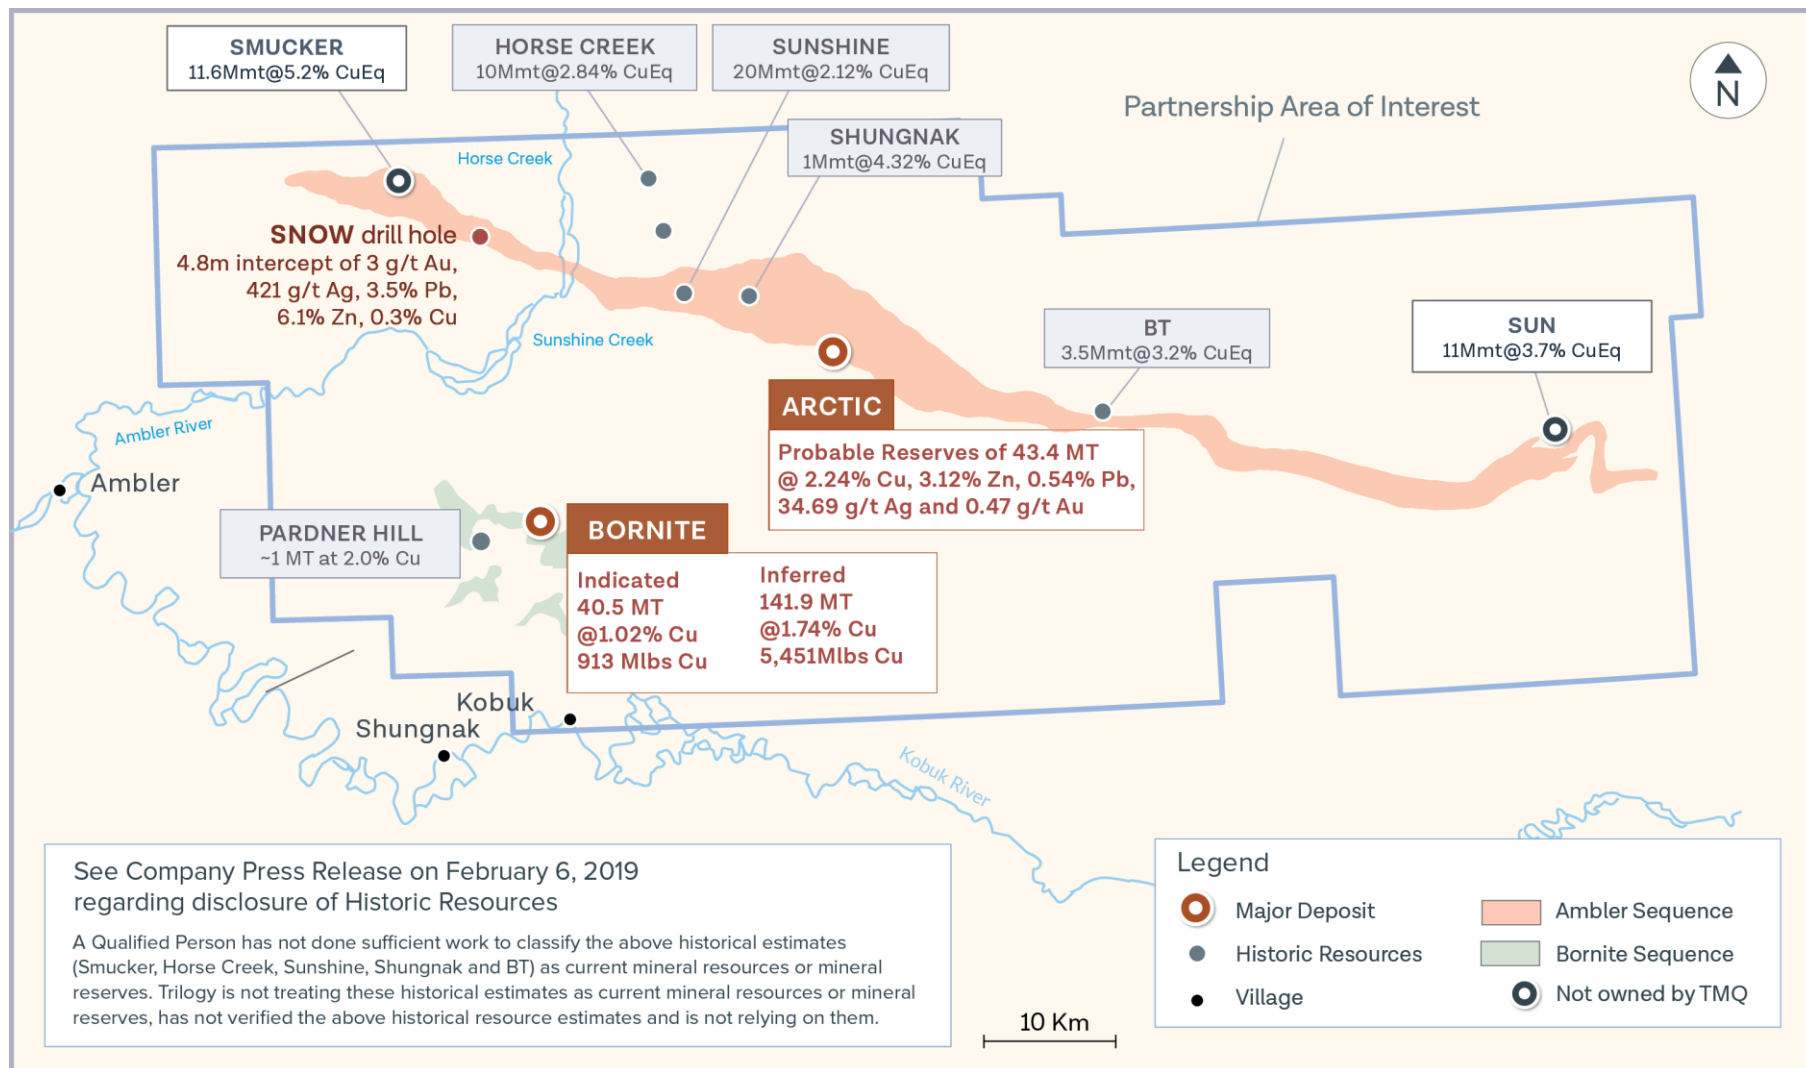 SMUCKER
11.6Mmt@5.2% CuEq
HORSE CREEK
10Mmt@2.84% CuEq
SUNSHINE
20Mmt@2.12% CuEq
N
Partnership Area of Interest
SHUNGNAK
1Mmt@4.32% CuEq
Horse Creek
SNOW drill hole
4.8m intercept of 3 g/t Au,
421 g/t Ag, 3.5% Pb,
6.1% Zn, 0.3% Cu
Sunshine Creek
BT
3.5Mmt@3.2% CuEq
SUN
11Mmt@3.7% CuEq
ARCTIC
Probable Reserves of 43.4 MT
@ 2.24% Cu, 3.12% Zn, 0.54% Pb,
34.69 g/t Ag and 0.47 g/t Au
Ambler River
Ambler
PARDNER HILL
~1 MT at 2.0% Cu
BORNITE
Indicated
40.5 MT
@1.02% Cu
913 Mlbs Cu
Inferred
141.9 MT
@1.74% Cu
5,451Mlbs Cu
Kobuk
Shungnak
Kobuk River
See Company Press Release on February 6, 2019
regarding disclosure of Historic Resources
A Qualified Person has not done sufficient work to classify the above historical estimates
(Smucker, Horse Creek, Sunshine, Shungnak and BT) as current mineral resources or mineral
reserves. Trilogy is not treating these historical estimates as current mineral resources or mineral
reserves, has not verified the above historical resource estimates and is not relying on them.
10 Km
Legend
Major Deposit
Historic Resources
Village
Ambler Sequence
Bornite Sequence
Not owned by TMQ